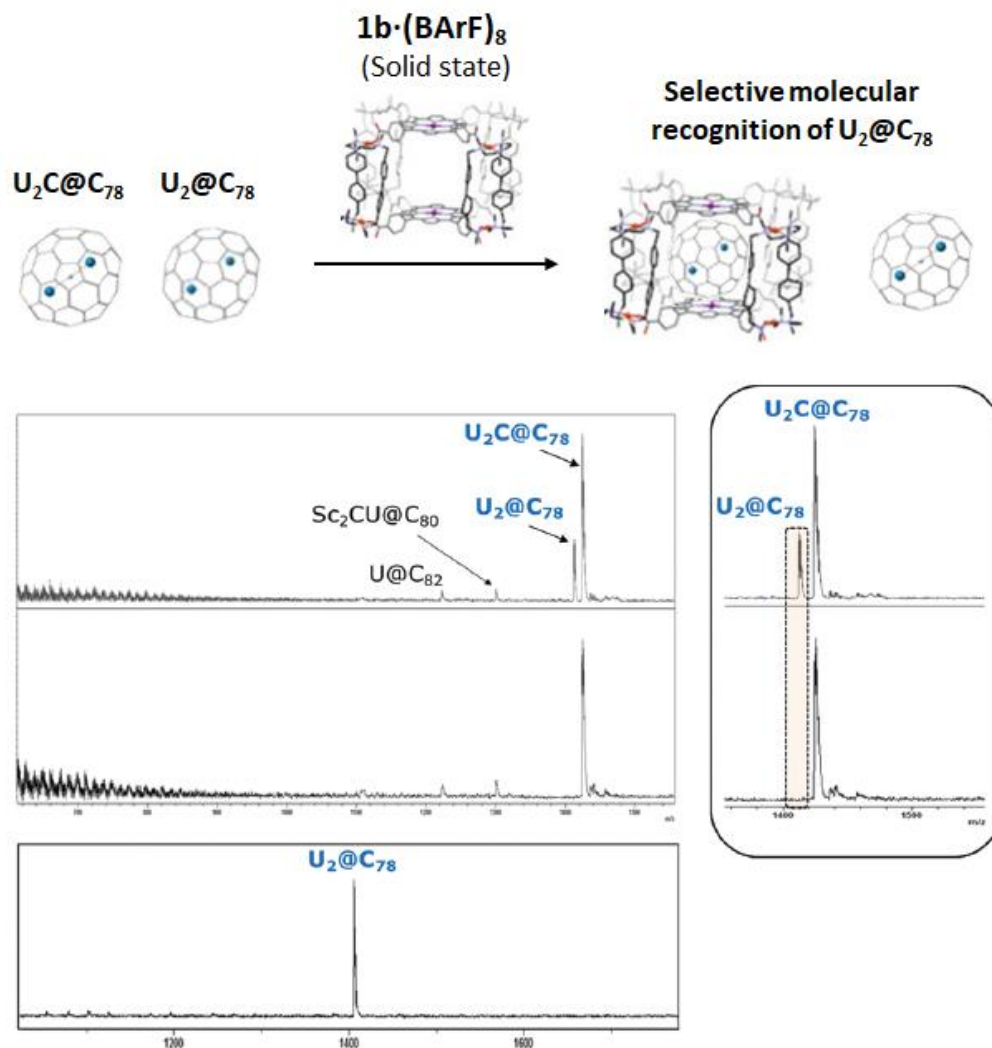 1b·(BArF)₈
(Solid state)
Selective molecular
recognition of U₂@C₇₈
U₂C@C₇₈ U₂@C₇₈
U₂C@C₇₈
U₂@C₇₈
Sc₂CU@C₈₀
U@C₈₂
U₂C@C₇₈
U₂@C₇₈
1400 1500
m/z
U₂@C₇₈
1200 1400 1600